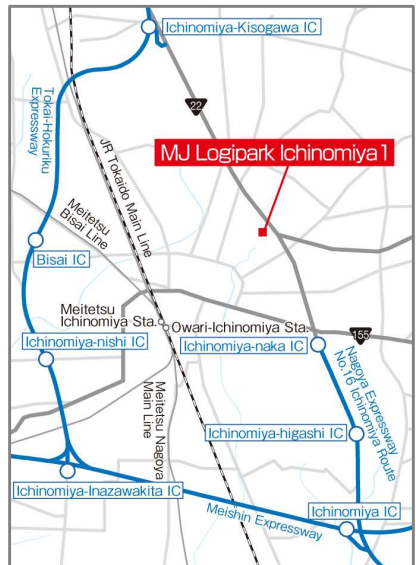 Ichinomiya-Kisogawa IC
Tokai-Hokuriku
Expressway
22
JR Tokaido Main Line
MJ Logipark Ichinomiya 1
Meitetsu
Bisai Line
Bisai IC
Meitetsu
Ichinomiya Sta.
Owari-Ichinomiya Sta.
155
Ichinomiya-nishi IC
Ichinomiya-naka IC
Meitetsu Nagoya
Main Line
Nagoya Expressway
No.16 Ichinomiya Route
Ichinomiya-higashi IC
Ichinomiya-Inazawakita IC
Meishin Expressway
Ichinomiya IC